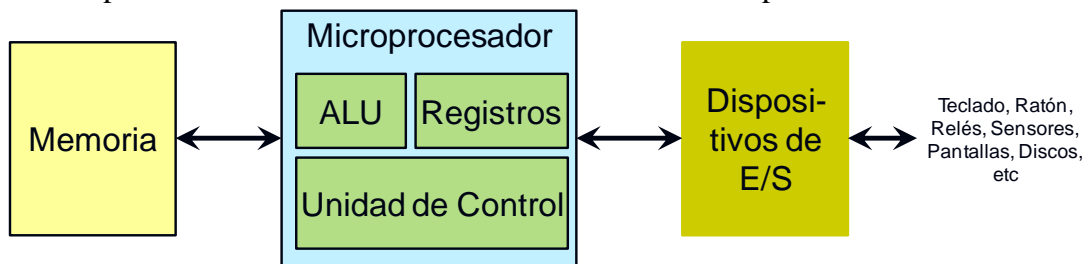 Microprocesador
Memoria
ALU
Registros
Unidad de Control
Disposi-
tivos de
E/S
Teclado, Ratón,
Relés, Sensores,
Pantallas, Discos,
etc